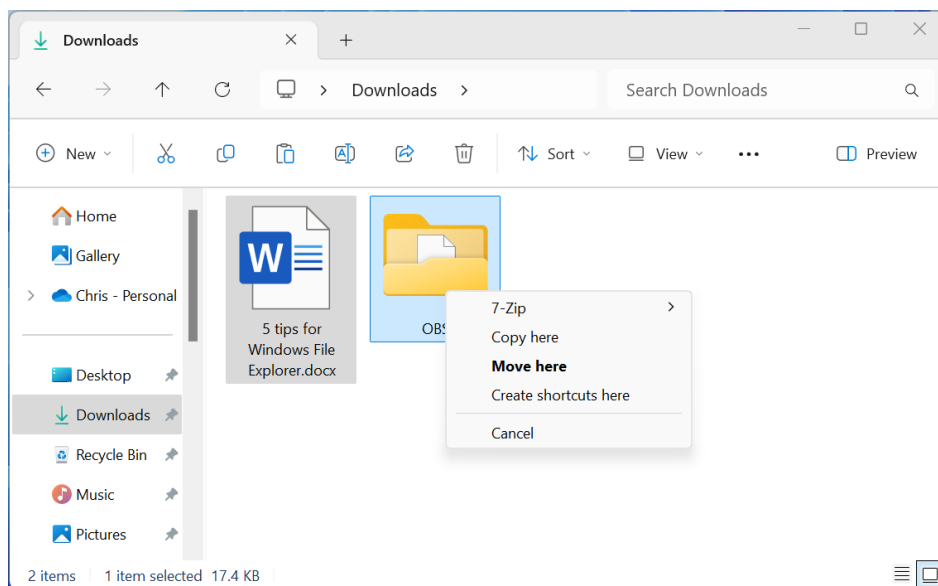 Downloads
Downloads
Search Downloads
New
Sort
View
Preview
Home
Gallery
Chris - Personal
Desktop
Downloads
Recycle Bin
Music
Pictures
W
5 tips for
Windows File
Explorer.docx
OBS
7-Zip
Copy here
Move here
Create shortcuts here
Cancel
2 items
1 item selected 17.4 KB